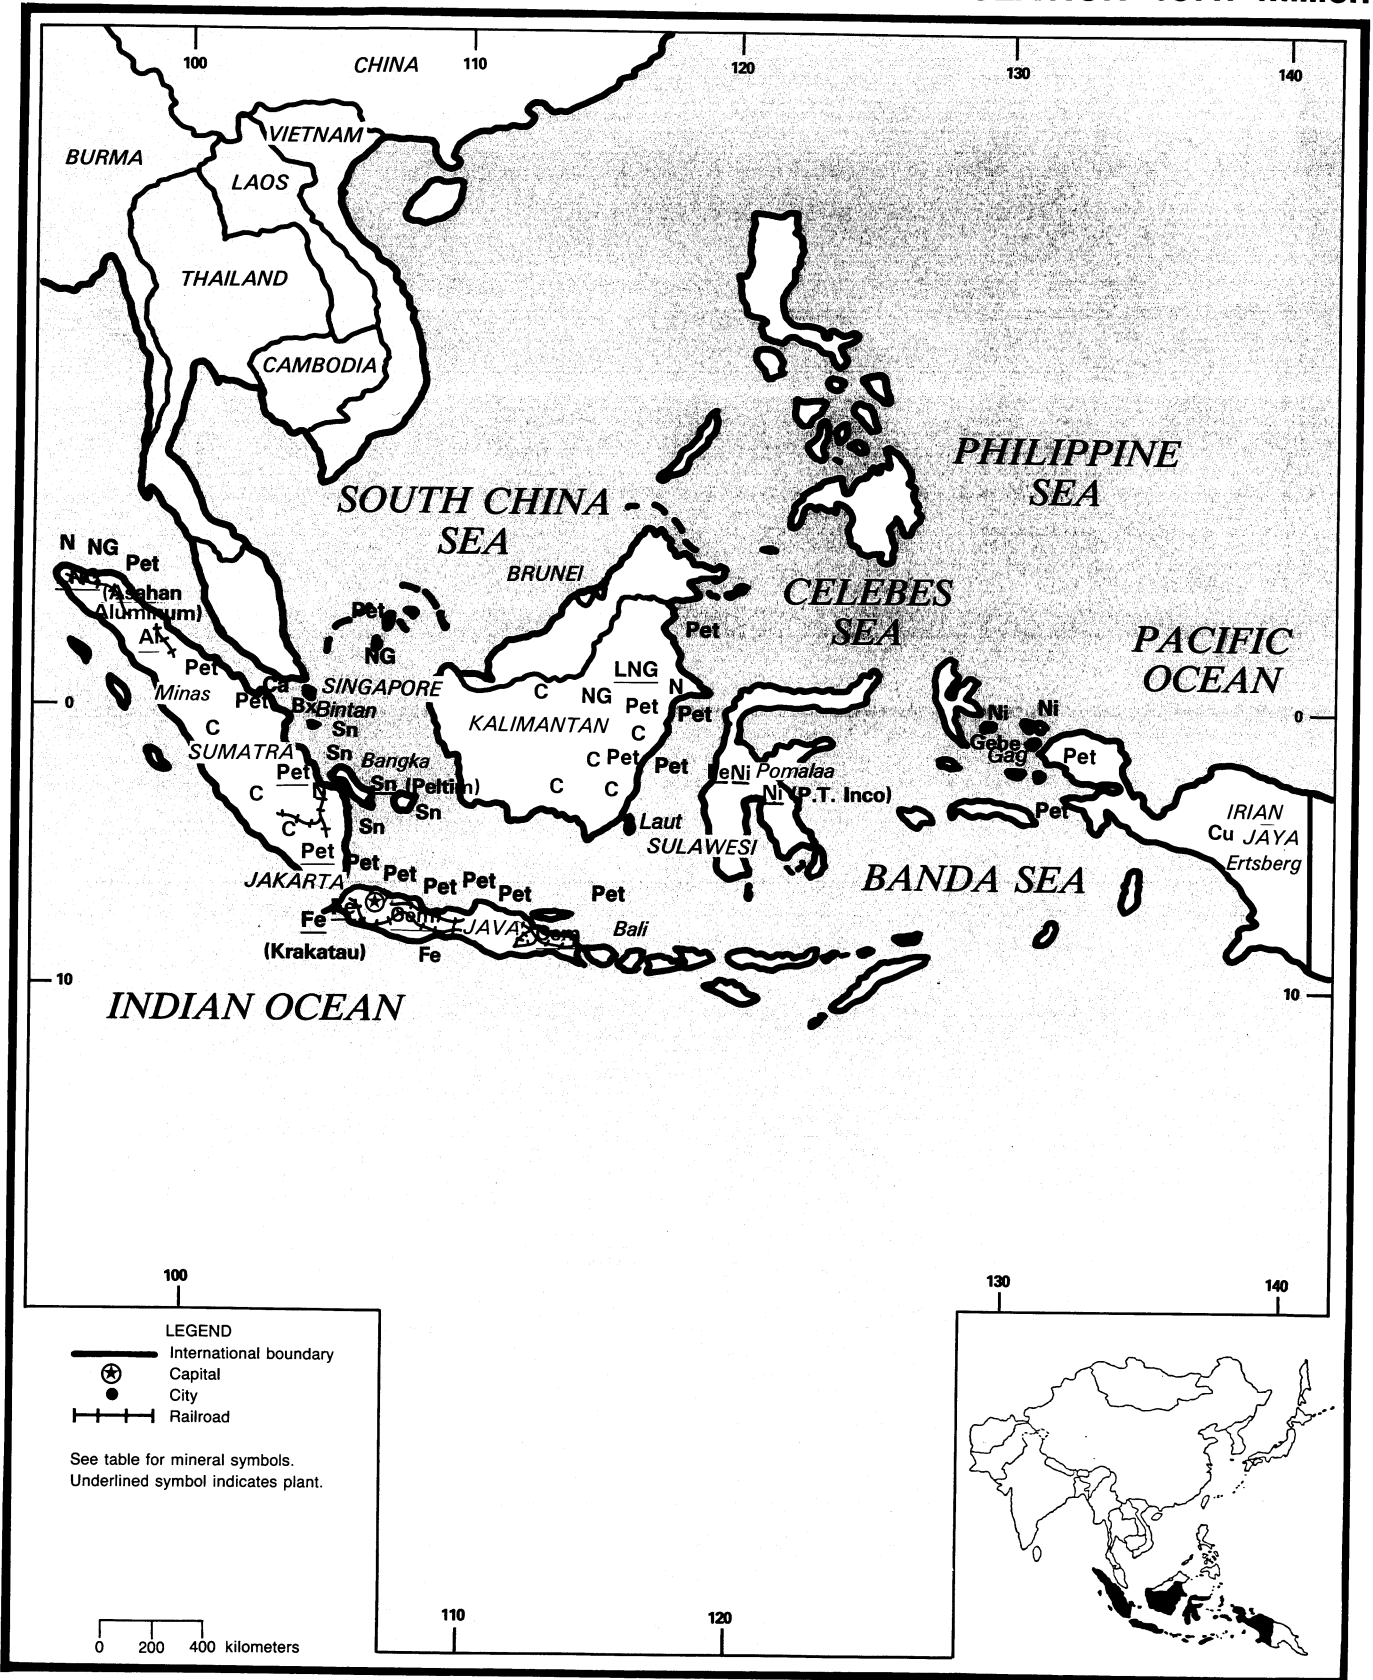 100
CHINA
110
120
130
140
VIETNAM
BURMA
LAOS
THAILAND
CAMBODIA
PHILIPPINE
SEA
SOUTH CHINA
SEA
N
NG
Pet
BRUNEI
NG
(Asahan
Aluminum)
CELEBES
SEA
Pet
Al
Pet
PACIFIC
OCEAN
NG
Pet
LNG
Minas
Ca
SINGAPORE
C
NG
N
Pet
Bx
Bintan
Pet
Pet
0
0
Ni
Ni
C
Sn
KALIMANTAN
C
Gebe
Gag
SUMATRA
Sn
Bangka
C
Pet
Pet
Pet
Pet
FeNi
Pomalaa
C
N
Sn
(Peltim)
C
C
Ni
(P.T. Inco)
Sn
Pet
IRIAN
JAYA
Cu
Ertsberg
C
Sn
Laut
SULAWESI
Pet
Pet
JAKARTA
Pet
Pet
Pet
Pet
Pet
BANDA SEA
Fe
Fe
Cem
JAVA
Cem
Bali
(Krakatau)
Fe
10
10
INDIAN OCEAN
100
130
140
LEGEND
International boundary
Capital
City
Railroad
See table for mineral symbols.
Underlined symbol indicates plant.
110
120
0 200 400 kilometers